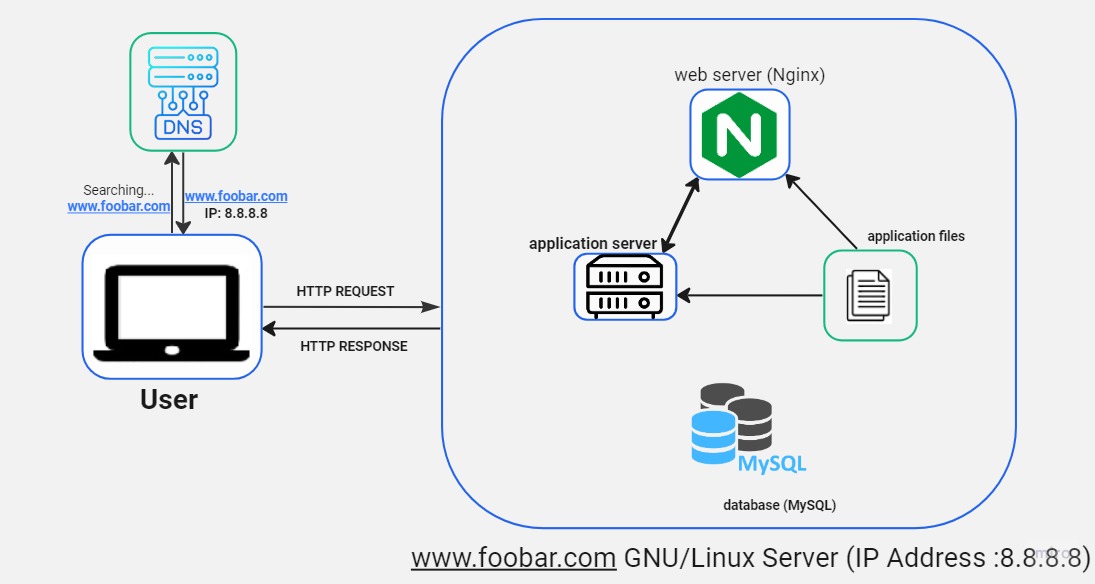 DNS
Searching...
www.foobar.com
www.foobar.com
IP: 8.8.8.8
User
HTTP REQUEST
HTTP RESPONSE
web server (Nginx)
N
application server
application files
MySQL
database (MySQL)
www.foobar.com GNU/Linux Server (IP Address :8.8.8.8)
miro